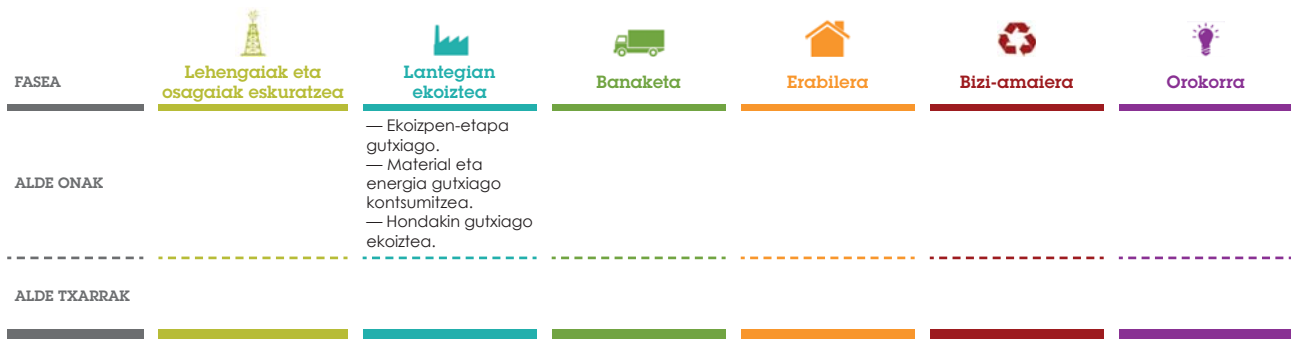 FASEA
Lehengaiak eta
osagaiak eskuratzea
Lantegian
ekoiztea
Banaketa
Erabilera
Bizi-amaiera
Orokorra
ALDE ONAK
— Ekoizpen-etapa
gutxiago.
— Material eta
energia gutxiago
kontsumitzea.
— Hondakin gutxiago
ekoiztea.
ALDE TXARRAK